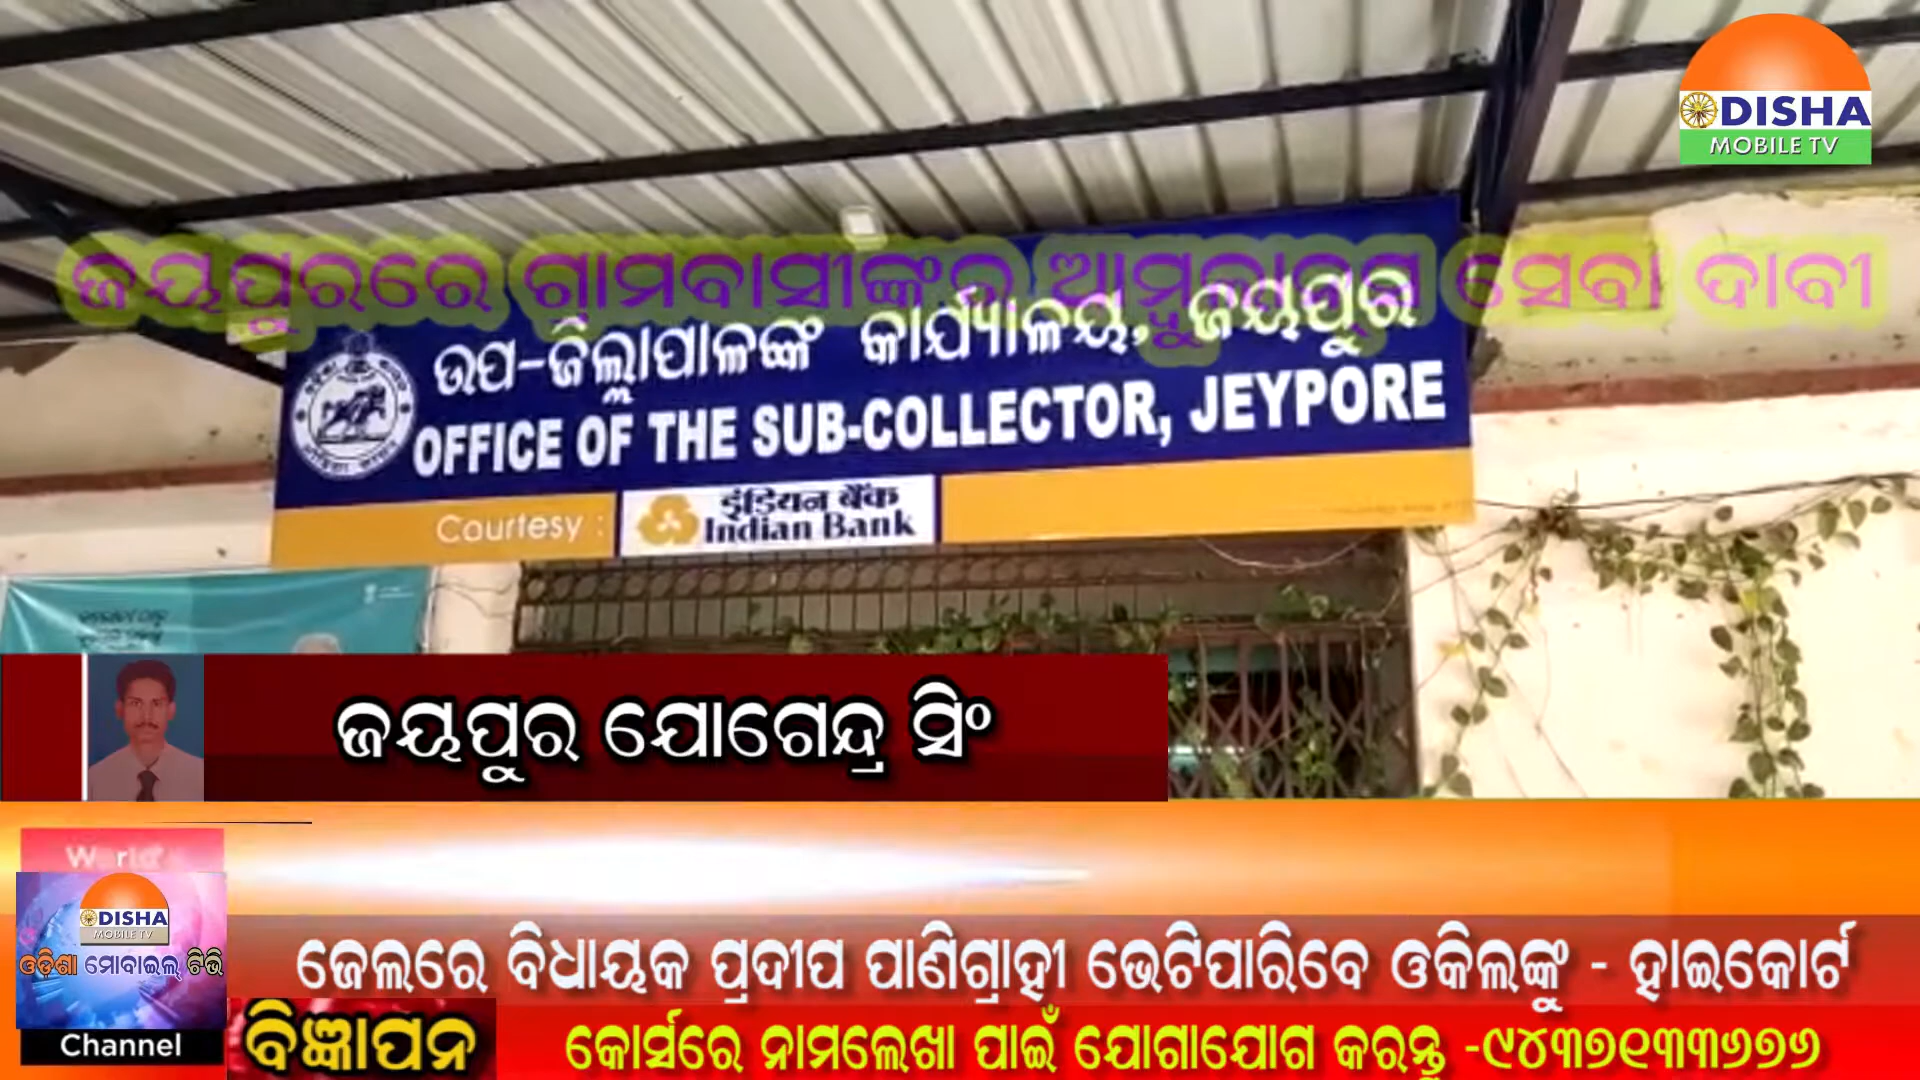 ODISHA
MOBILE TV
ଜୟପୁରରେ ଗ୍ରାମବାସୀଙ୍କର ଆମ୍ବୁଲାନ୍ସ ସେବା ଦାବୀ
ଉପ-ଜିଲ୍ଲାପାଳଙ୍କ କାର୍ଯ୍ୟାଳୟ, ଜୟପୁର
OFFICE OF THE SUB-COLLECTOR, JEYPORE
Courtesy :
इंडियन बैंक
Indian Bank
ଜୟପୁର ଯୋଗେନ୍ଦ୍ର ସିଂ
ODISHA
MOBILE TV
ଓଡ଼ିଶା ମୋବାଇଲ୍ ଟିଭି
Channel
ଜେଲରେ ବିଧାୟକ ପ୍ରଦୀପ ପାଣିଗ୍ରାହୀ ଭେଟିପାରିବେ ଓକିଲଙ୍କୁ - ହାଇକୋର୍ଟ
ବିଜ୍ଞାପନ
କୋର୍ସରେ ନାମଲେଖା ପାଇଁ ଯୋଗାଯୋଗ କରନ୍ତୁ -୯୪୩୭୧୩୩୬୭୬